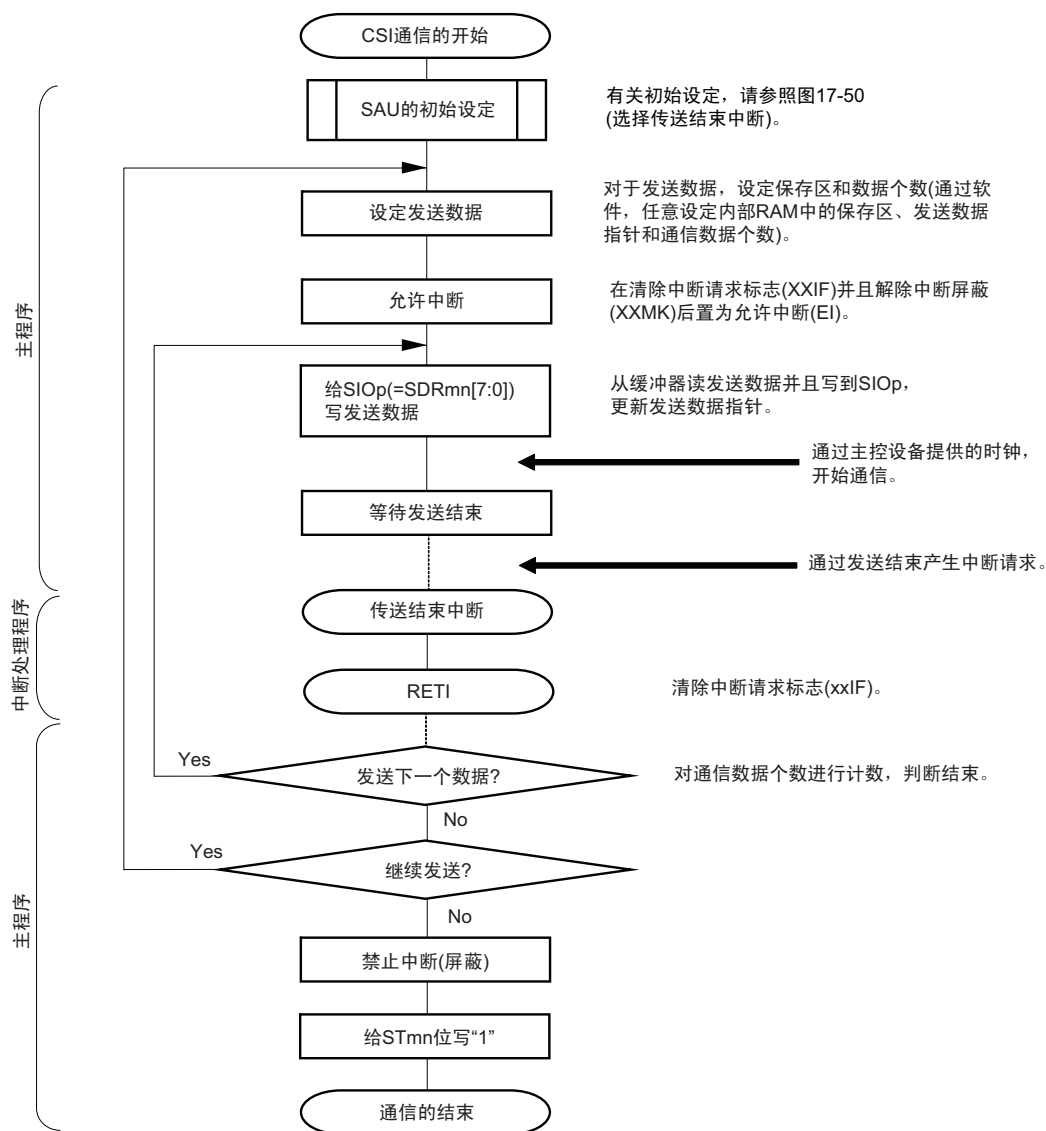 CSI通信的开始
SAU的初始设定
有关初始设定，请参照图17-50
(选择传送结束中断)。
设定发送数据
对于发送数据，设定保存区和数据个数(通过软
件，任意设定内部RAM中的保存区、发送数据
指针和通信数据个数)。
主程序
允许中断
在清除中断请求标志(XXIF)并且解除中断屏蔽
(XXMK)后置为允许中断(EI)。
给SIOp(=SDRmn[7:0])
写发送数据
从缓冲器读发送数据并且写到SIOp，
更新发送数据指针。
通过主控设备提供的时钟，
开始通信。
等待发送结束
通过发送结束产生中断请求。
传送结束中断
中断处理程序
RETI
清除中断请求标志(xxIF)。
Yes
发送下一个数据?
对通信数据个数进行计数，判断结束。
No
Yes
继续发送?
No
主程序
禁止中断(屏蔽)
给STmn位写“1”
通信的结束